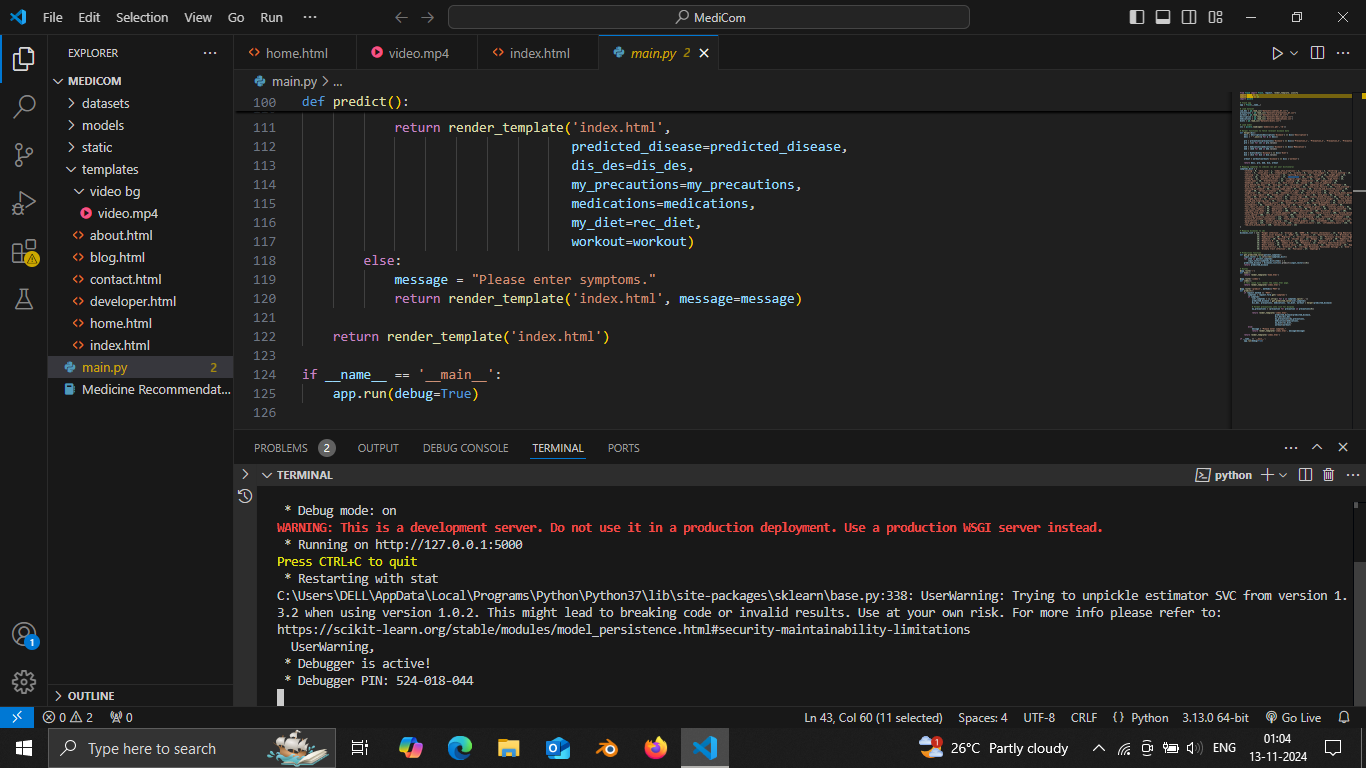 File Edit Selection View Go Run ··· MediCom
EXPLORER ···
MEDICOM
datasets
models
static
templates
video bg
video.mp4
about.html
blog.html
contact.html
developer.html
home.html
index.html
main.py 2
Medicine Recommendat...
OUTLINE
home.html video.mp4 index.html main.py 2
main.py > ...
100 def predict():
111 return render_template('index.html',
112 predicted_disease=predicted_disease,
113 dis_des=dis_des,
114 my_precautions=my_precautions,
115 medications=medications,
116 my_diet=rec_diet,
117 workout=workout)
118 else:
119 message = "Please enter symptoms."
120 return render_template('index.html', message=message)
121
122 return render_template('index.html')
123
124 if __name__ == '__main__':
125 app.run(debug=True)
126
PROBLEMS 2 OUTPUT DEBUG CONSOLE TERMINAL PORTS
TERMINAL python
* Debug mode: on
WARNING: This is a development server. Do not use it in a production deployment. Use a production WSGI server instead.
* Running on http://127.0.0.1:5000
Press CTRL+C to quit
* Restarting with stat
C:\Users\DELL\AppData\Local\Programs\Python\Python37\lib\site-packages\sklearn\base.py:338: UserWarning: Trying to unpickle estimator SVC from version 1.
3.2 when using version 1.0.2. This might lead to breaking code or invalid results. Use at your own risk. For more info please refer to:
https://scikit-learn.org/stable/modules/model_persistence.html#security-maintainability-limitations
UserWarning,
* Debugger is active!
* Debugger PIN: 524-018-044
1
0 2 0 Ln 43, Col 60 (11 selected) Spaces: 4 UTF-8 CRLF { } Python 3.13.0 64-bit Go Live
Type here to search 26°C Partly cloudy ENG 01:04
13-11-2024